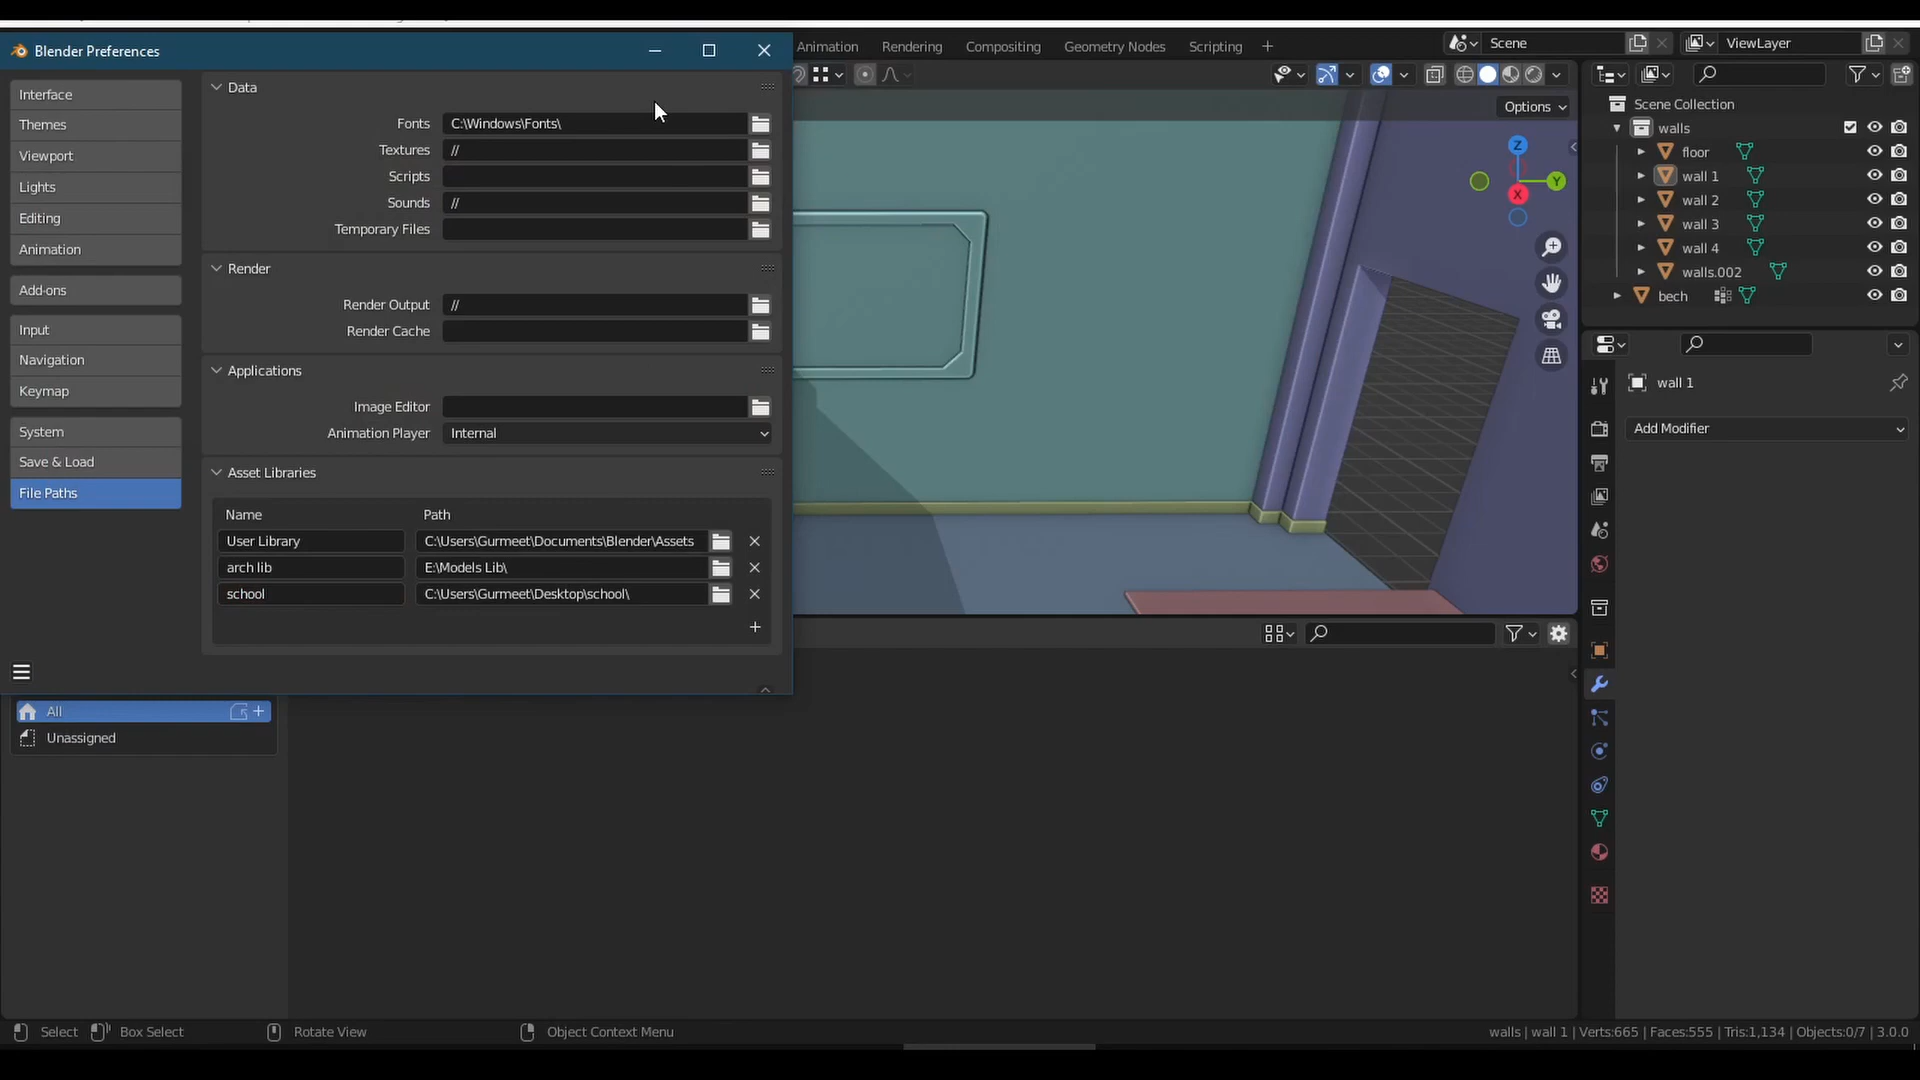 Blender Preferences
Animation Rendering Compositing Geometry Nodes Scripting
Scene
ViewLayer
Options
Interface
Themes
Viewport
Lights
Editing
Animation
Add-ons
Input
Navigation
Keymap
System
Save & Load
File Paths
Data
Fonts C:\Windows\Fonts\
Textures //
Scripts
Sounds //
Temporary Files
Render
Render Output //
Render Cache
Applications
Image Editor
Animation Player Internal
Asset Libraries
Name Path
User Library C:\Users\Gurmeet\Documents\Blender\Assets
arch lib E:\Models Lib\
school C:\Users\Gurmeet\Desktop\school\
Z
Y
X
Scene Collection
walls
floor
wall 1
wall 2
wall 3
wall 4
walls.002
bech
wall 1
Add Modifier
All
Unassigned
Select Box Select Rotate View Object Context Menu
walls | wall 1 | Verts:665 | Faces:555 | Tris:1,134 | Objects:0/7 | 3.0.0